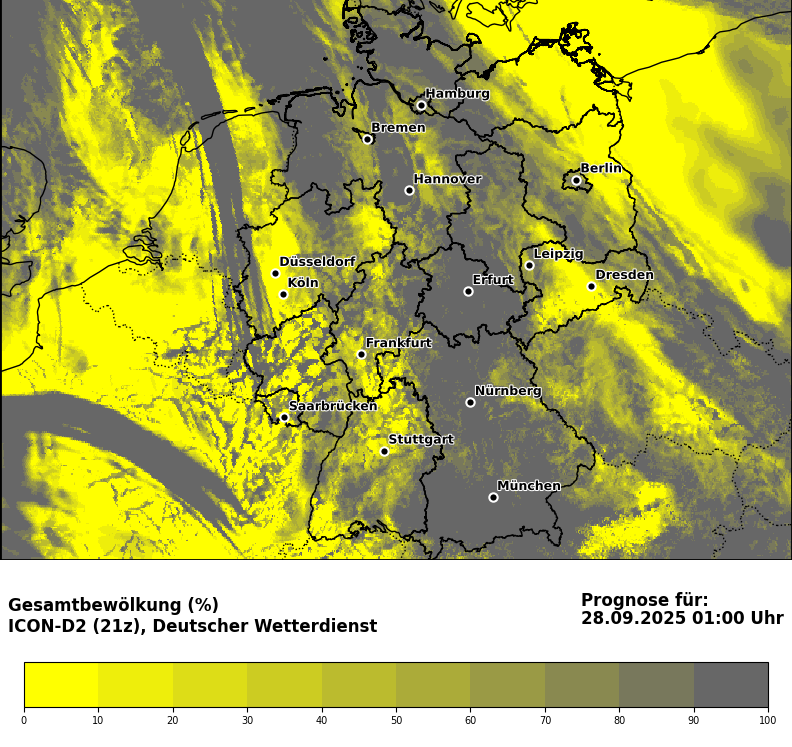 Hamburg
Bremen
Berlin
Hannover
Leipzig
Düsseldorf
Dresden
Köln
Erfurt
Frankfurt
Nürnberg
Saarbrücken
Stuttgart
München
Gesamtbewölkung (%)
ICON-D2 (21z), Deutscher Wetterdienst
Prognose für:
28.09.2025 01:00 Uhr
0 10 20 30 40 50 60 70 80 90 100